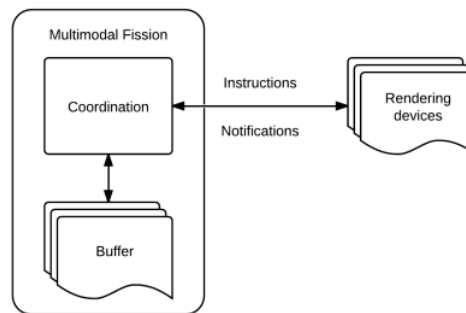 Multimodal Fission
Coordination
Instructions
Notifications
Rendering
devices
Buffer